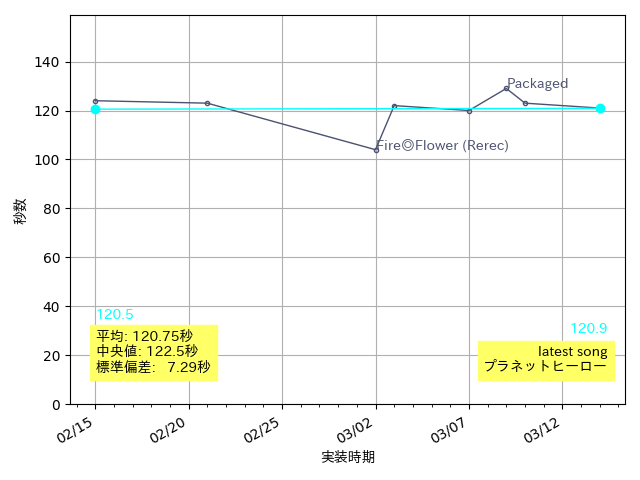 140
120
100
80
60
40
20
0
秒数
Packaged
Fire◎Flower (Rerec)
120.5
平均: 120.75秒
中央値: 122.5秒
標準偏差: 7.29秒
120.9
latest song
プラネットヒーロー
02/15
02/20
02/25
03/02
03/07
03/12
実装時期